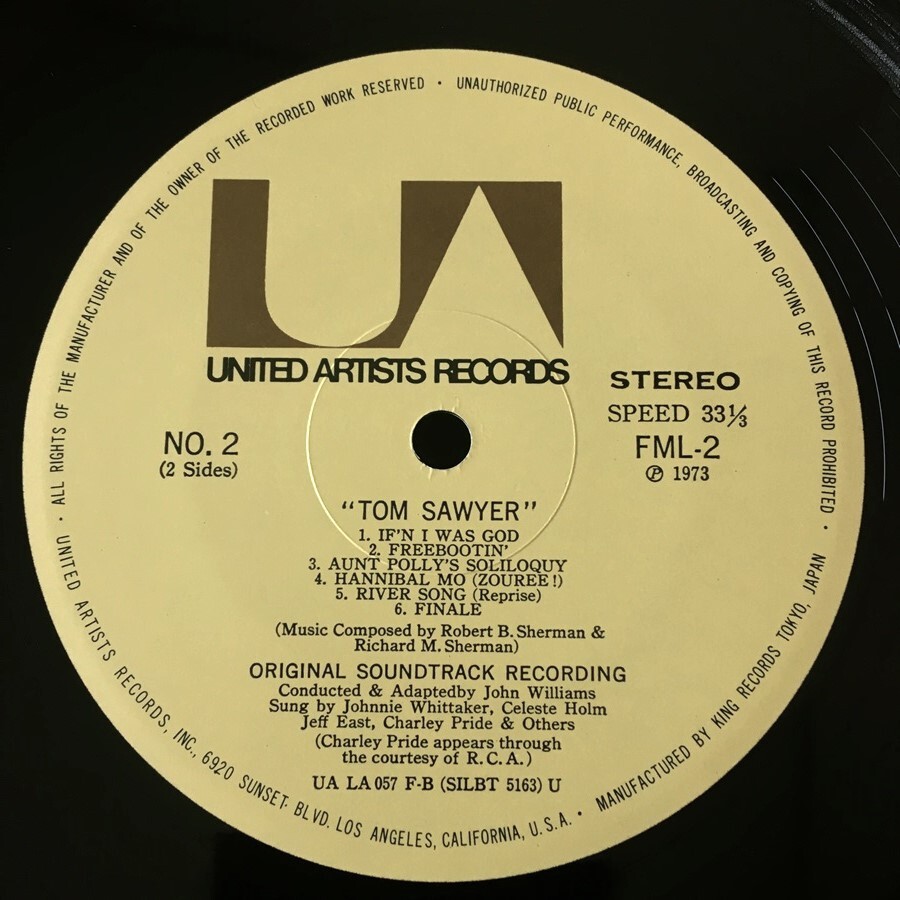 UNITED ARTISTS RECORDS, INC., 6920 SUNSET. BLVD. LOS ANGELES, CALIFORNIA, U.S.A. • MANUFACTURED BY KING RECORDS TOKYO, JAPAN
• ALL RIGHTS OF THE MANUFACTURER AND OF THE OWNER OF THE RECORDED WORK RESERVED • UNAUTHORIZED PUBLIC PERFORMANCE, BROADCASTING AND COPYING OF THIS RECORD PROHIBITED •
UA
UNITED ARTISTS RECORDS
STEREO
SPEED 33⅓
NO. 2
FML-2
(2 Sides)
℗ 1973
"TOM SAWYER"
1. IF'N I WAS GOD
2. FREEBOOTIN'
3. AUNT POLLY'S SOLILOQUY
4. HANNIBAL MO (ZOUREE!)
5. RIVER SONG (Reprise)
6. FINALE
(Music Composed by Robert B. Sherman &
Richard M. Sherman)
ORIGINAL SOUNDTRACK RECORDING
Conducted & Adaptedby John Williams
Sung by Johnnie Whittaker, Celeste Holm
Jeff East, Charley Pride & Others
(Charley Pride appears through
the courtesy of R.C.A.)
UA LA 057 F-B (SILBT 5163) U